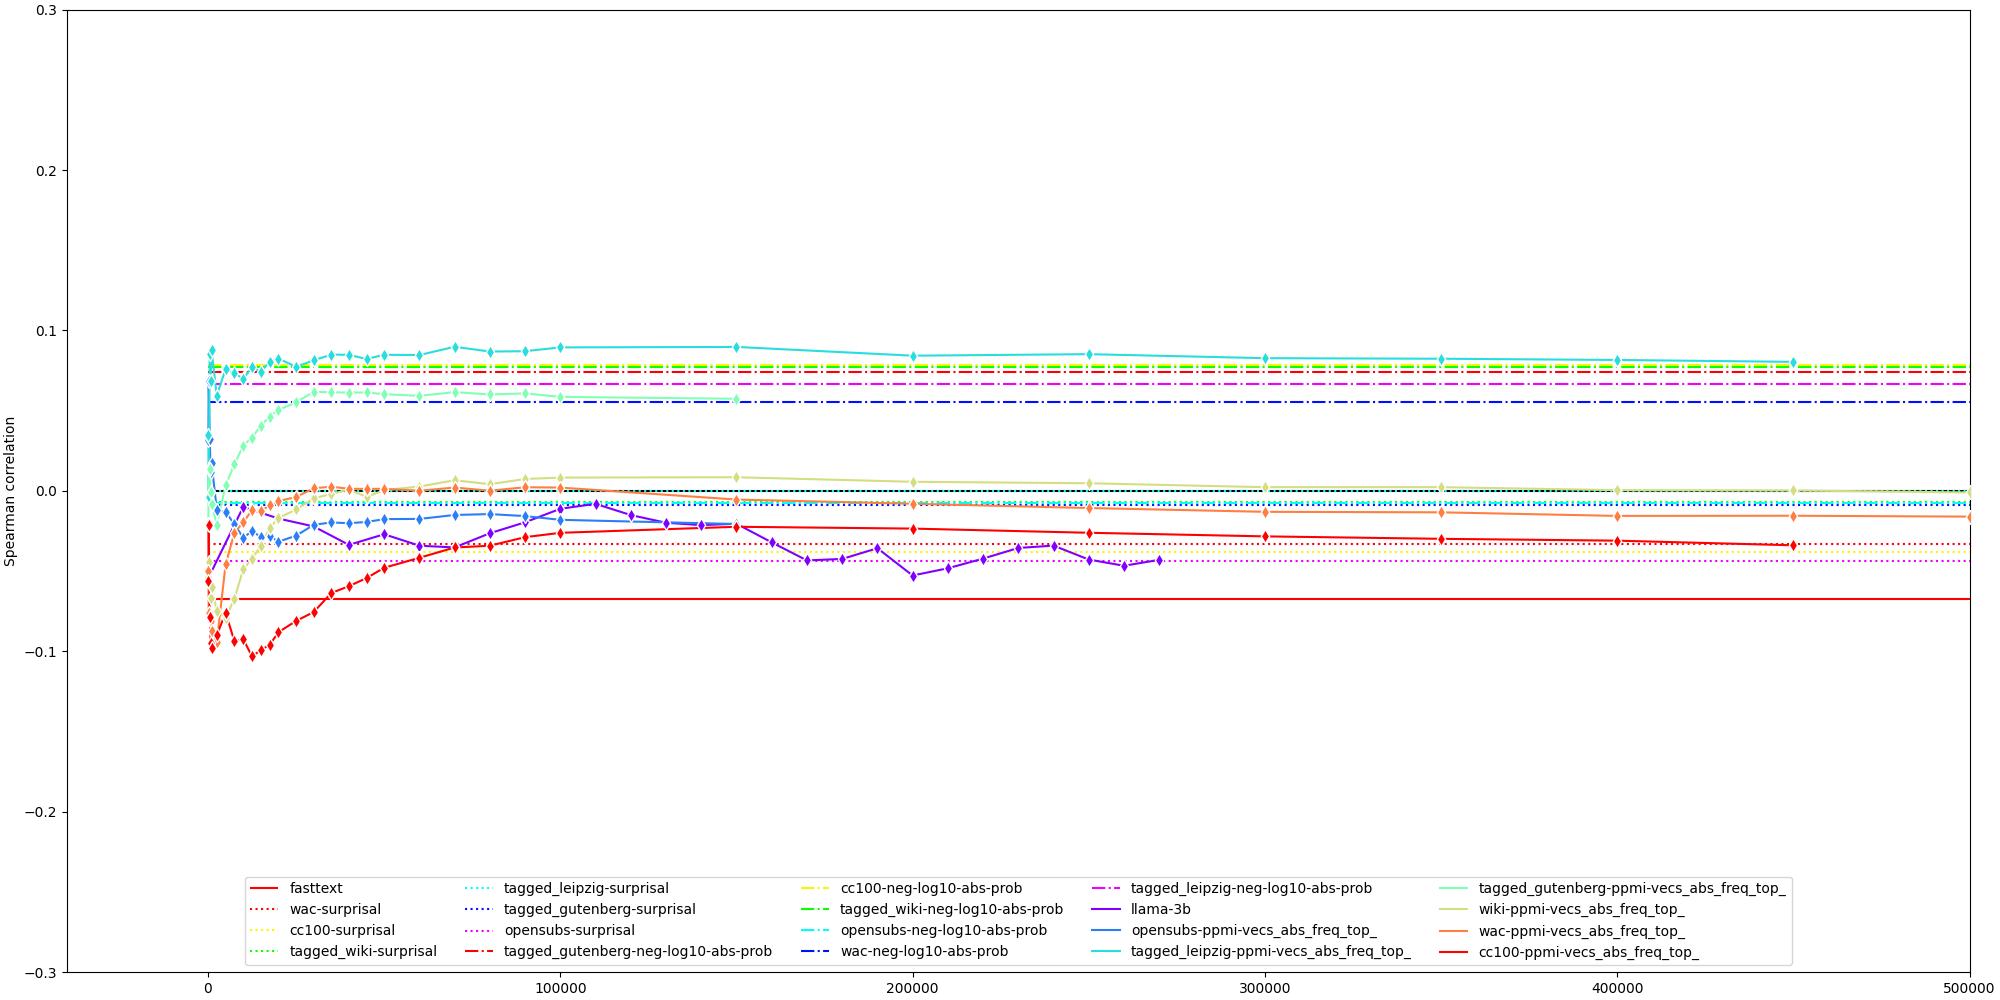 0.3
0.2
0.1
0.0
−0.1
−0.2
−0.3
Spearman correlation
fasttext
wac-surprisal
cc100-surprisal
tagged_wiki-surprisal
tagged_leipzig-surprisal
tagged_gutenberg-surprisal
opensubs-surprisal
tagged_gutenberg-neg-log10-abs-prob
cc100-neg-log10-abs-prob
tagged_wiki-neg-log10-abs-prob
opensubs-neg-log10-abs-prob
wac-neg-log10-abs-prob
tagged_leipzig-neg-log10-abs-prob
llama-3b
opensubs-ppmi-vecs_abs_freq_top_
tagged_leipzig-ppmi-vecs_abs_freq_top_
tagged_gutenberg-ppmi-vecs_abs_freq_top_
wiki-ppmi-vecs_abs_freq_top_
wac-ppmi-vecs_abs_freq_top_
cc100-ppmi-vecs_abs_freq_top_
0 100000 200000 300000 400000 500000